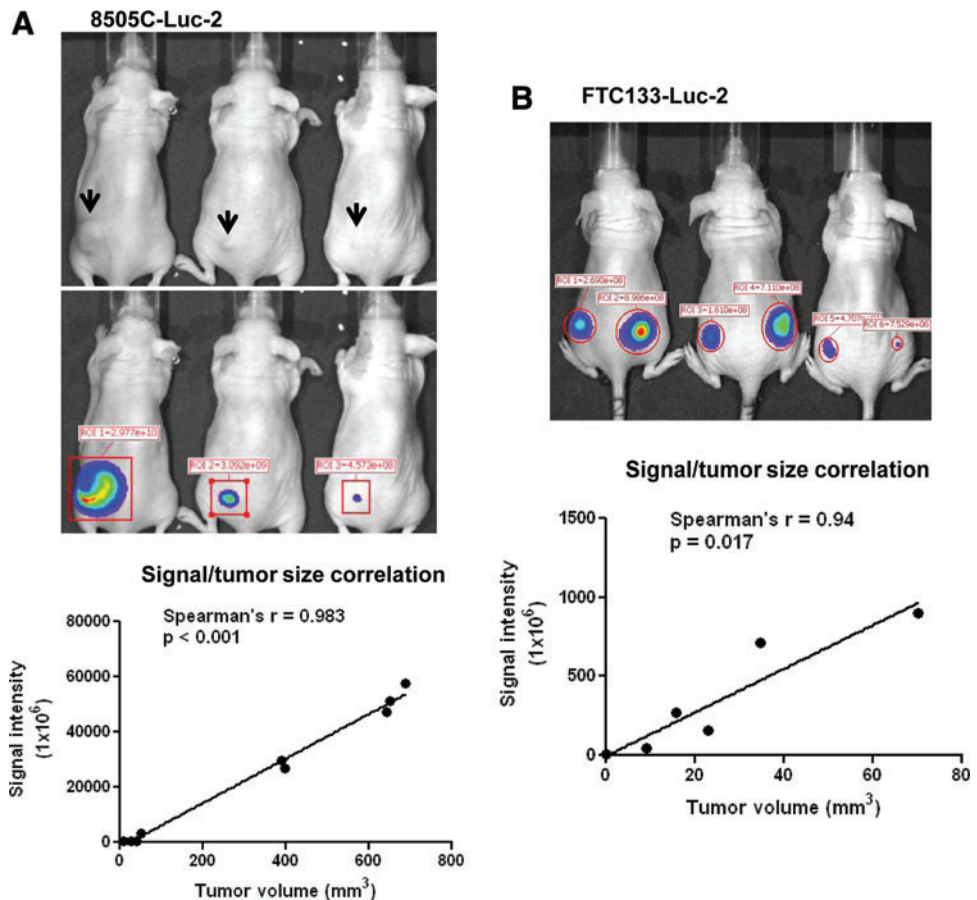 A
8505C-Luc-2
ROI 1=2.977e+10
ROI 2=3.092e+09
ROI 3=4.573e+08
Signal/tumor size correlation
Spearman's r = 0.983
p < 0.001
Signal intensity
(1x10⁶)
80000
60000
40000
20000
0
0 200 400 600 800
Tumor volume (mm³)
B
FTC133-Luc-2
ROI 1=2.690e+08
ROI 2=8.986e+08
ROI 3=1.610e+08
ROI 4=7.110e+08
ROI 6=7.529e+06
Signal/tumor size correlation
Spearman's r = 0.94
p = 0.017
Signal intensity
(1x10⁶)
1500
1000
500
0
0 20 40 60 80
Tumor volume (mm³)